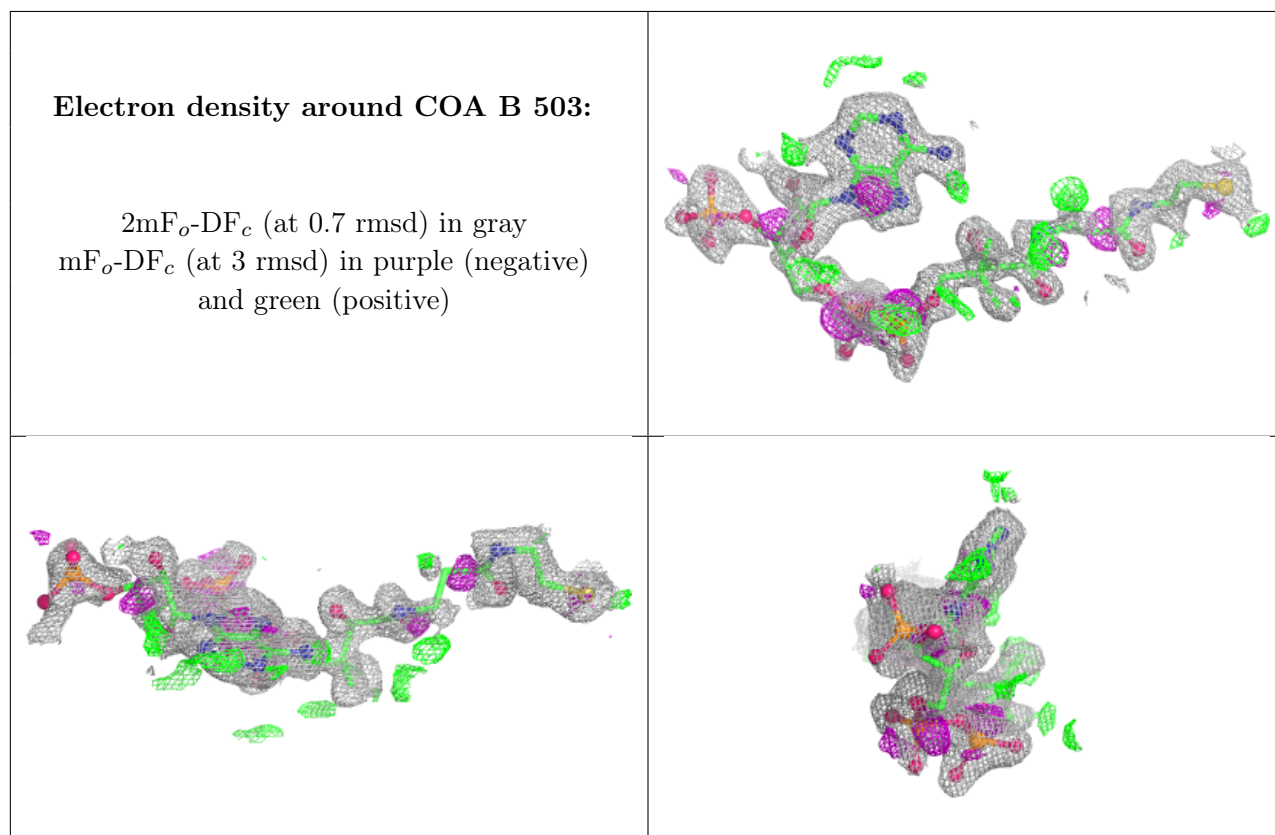 Electron density around COA B 503:
2mFo-DFc (at 0.7 rmsd) in gray
mFo-DFc (at 3 rmsd) in purple (negative)
and green (positive)